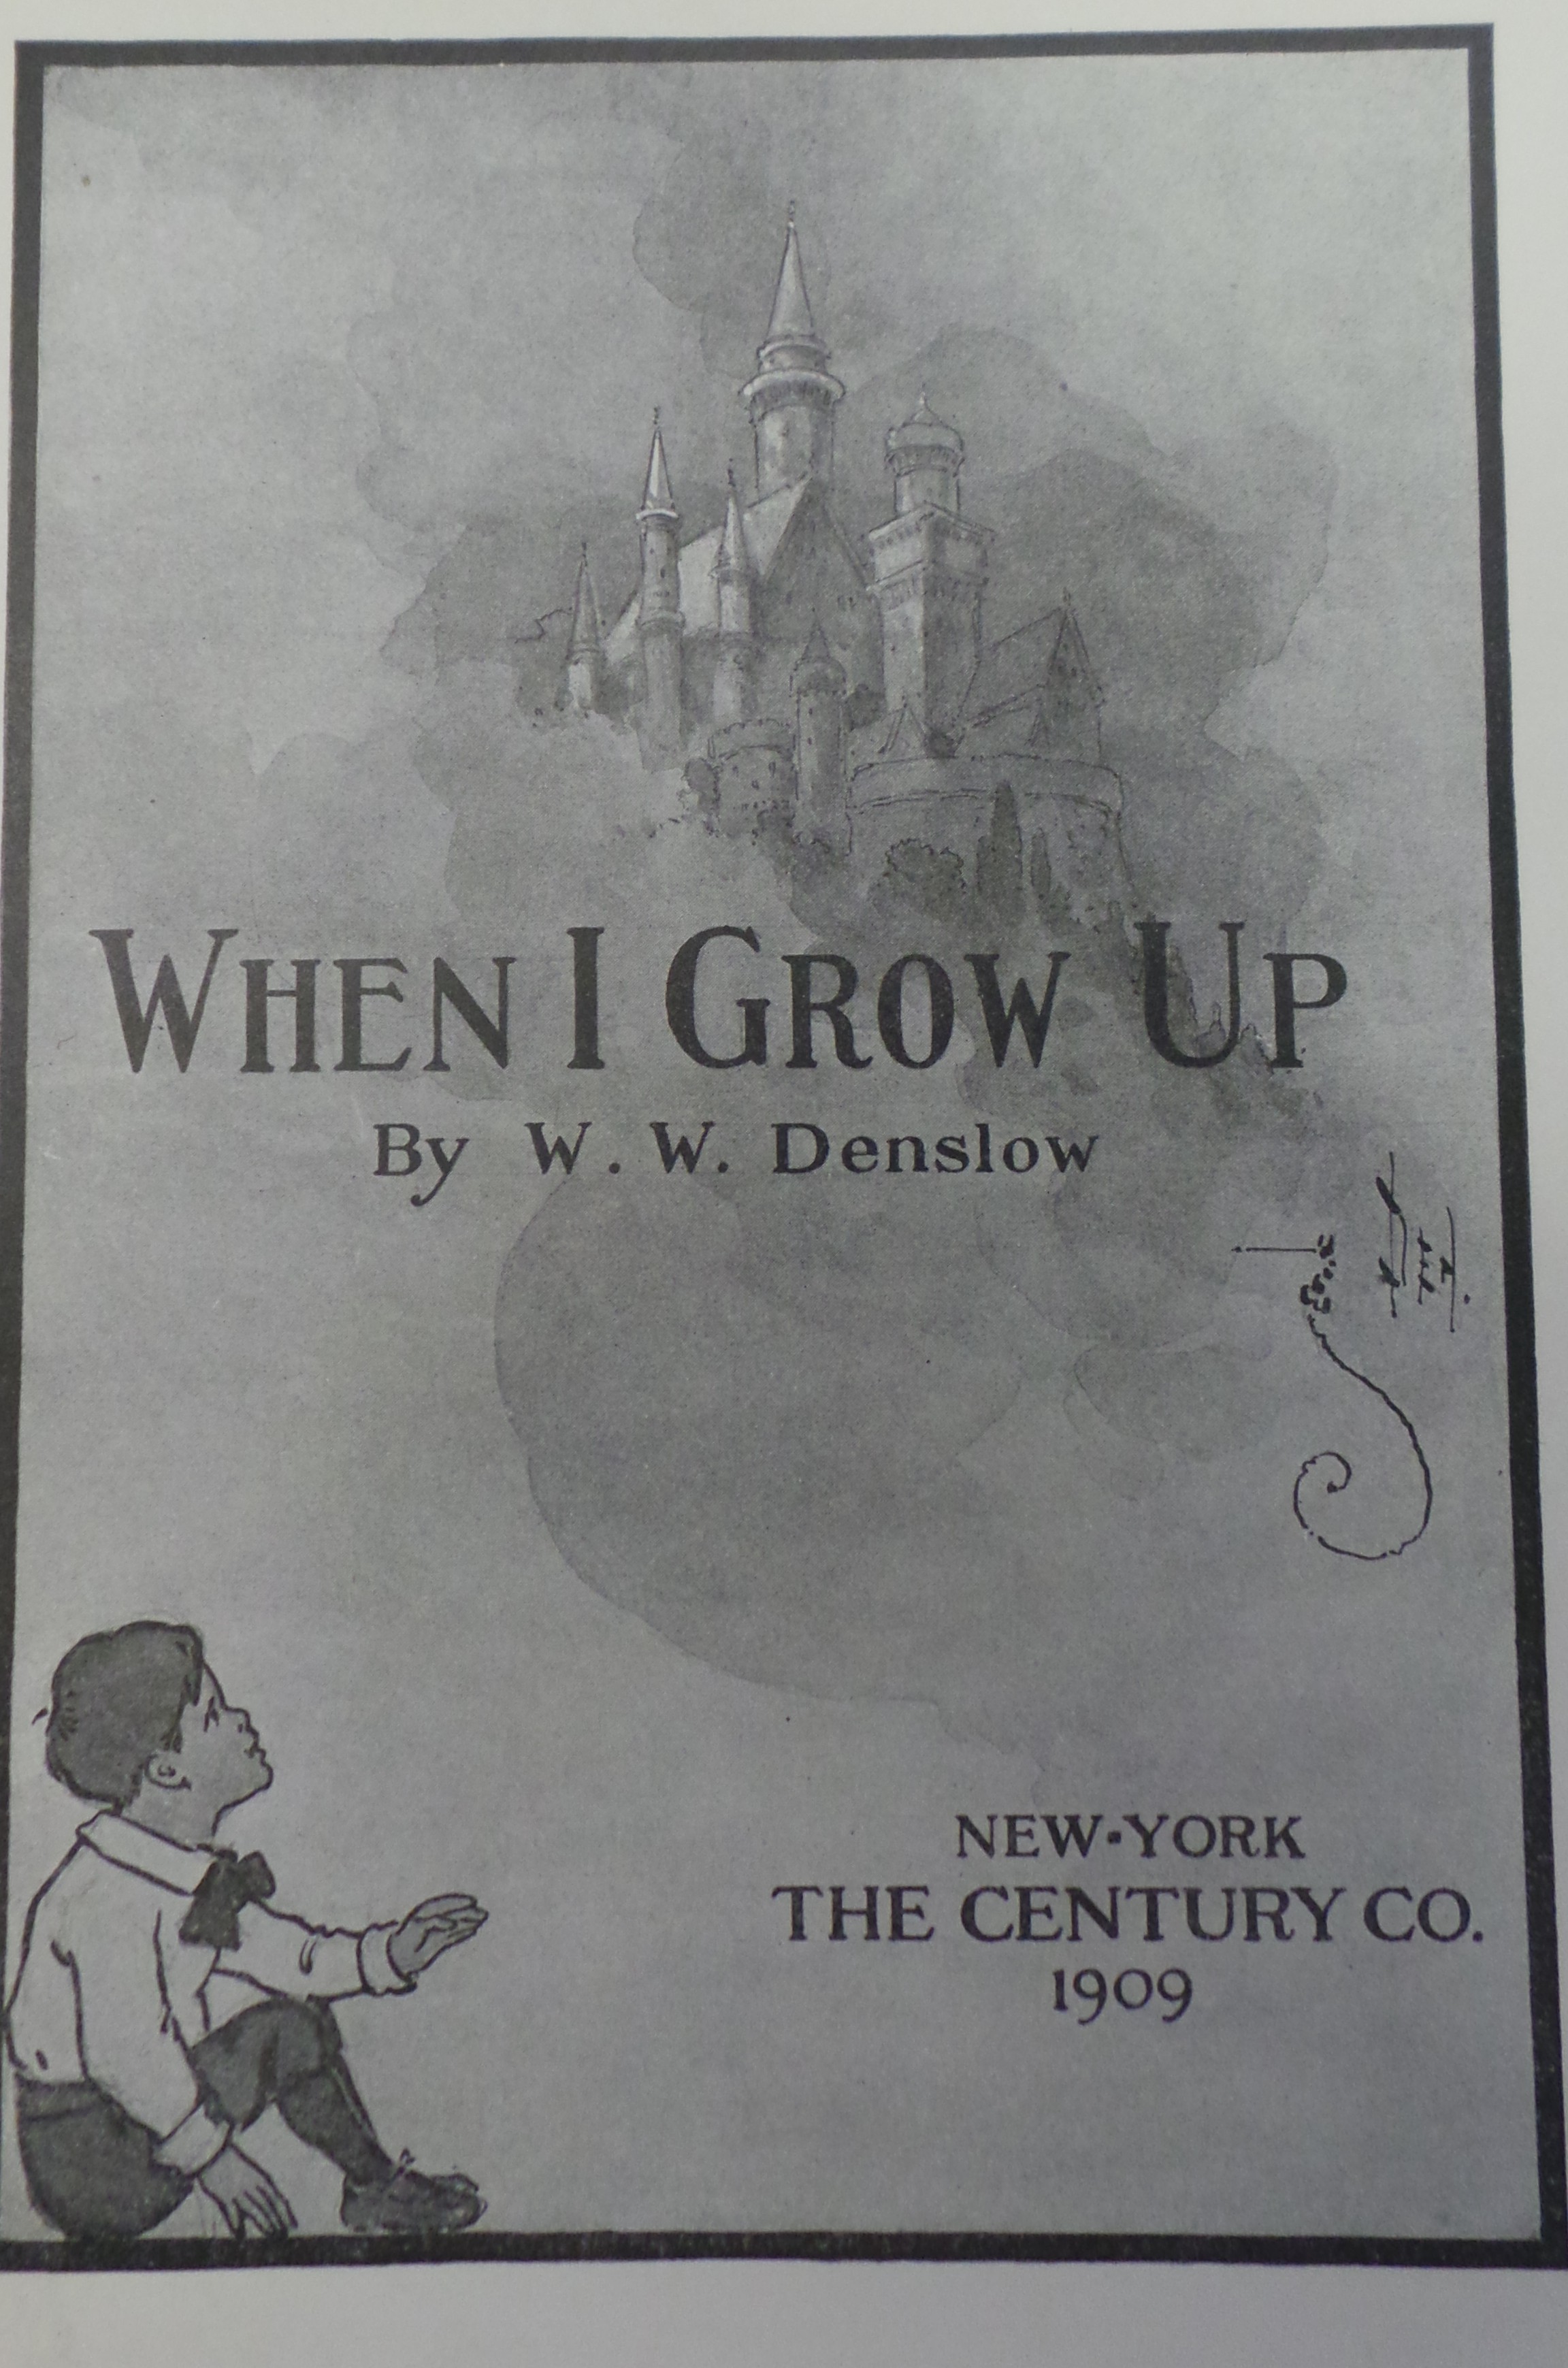 WHEN I GROW UP
By W. W. Denslow
NEW-YORK
THE CENTURY CO.
1909